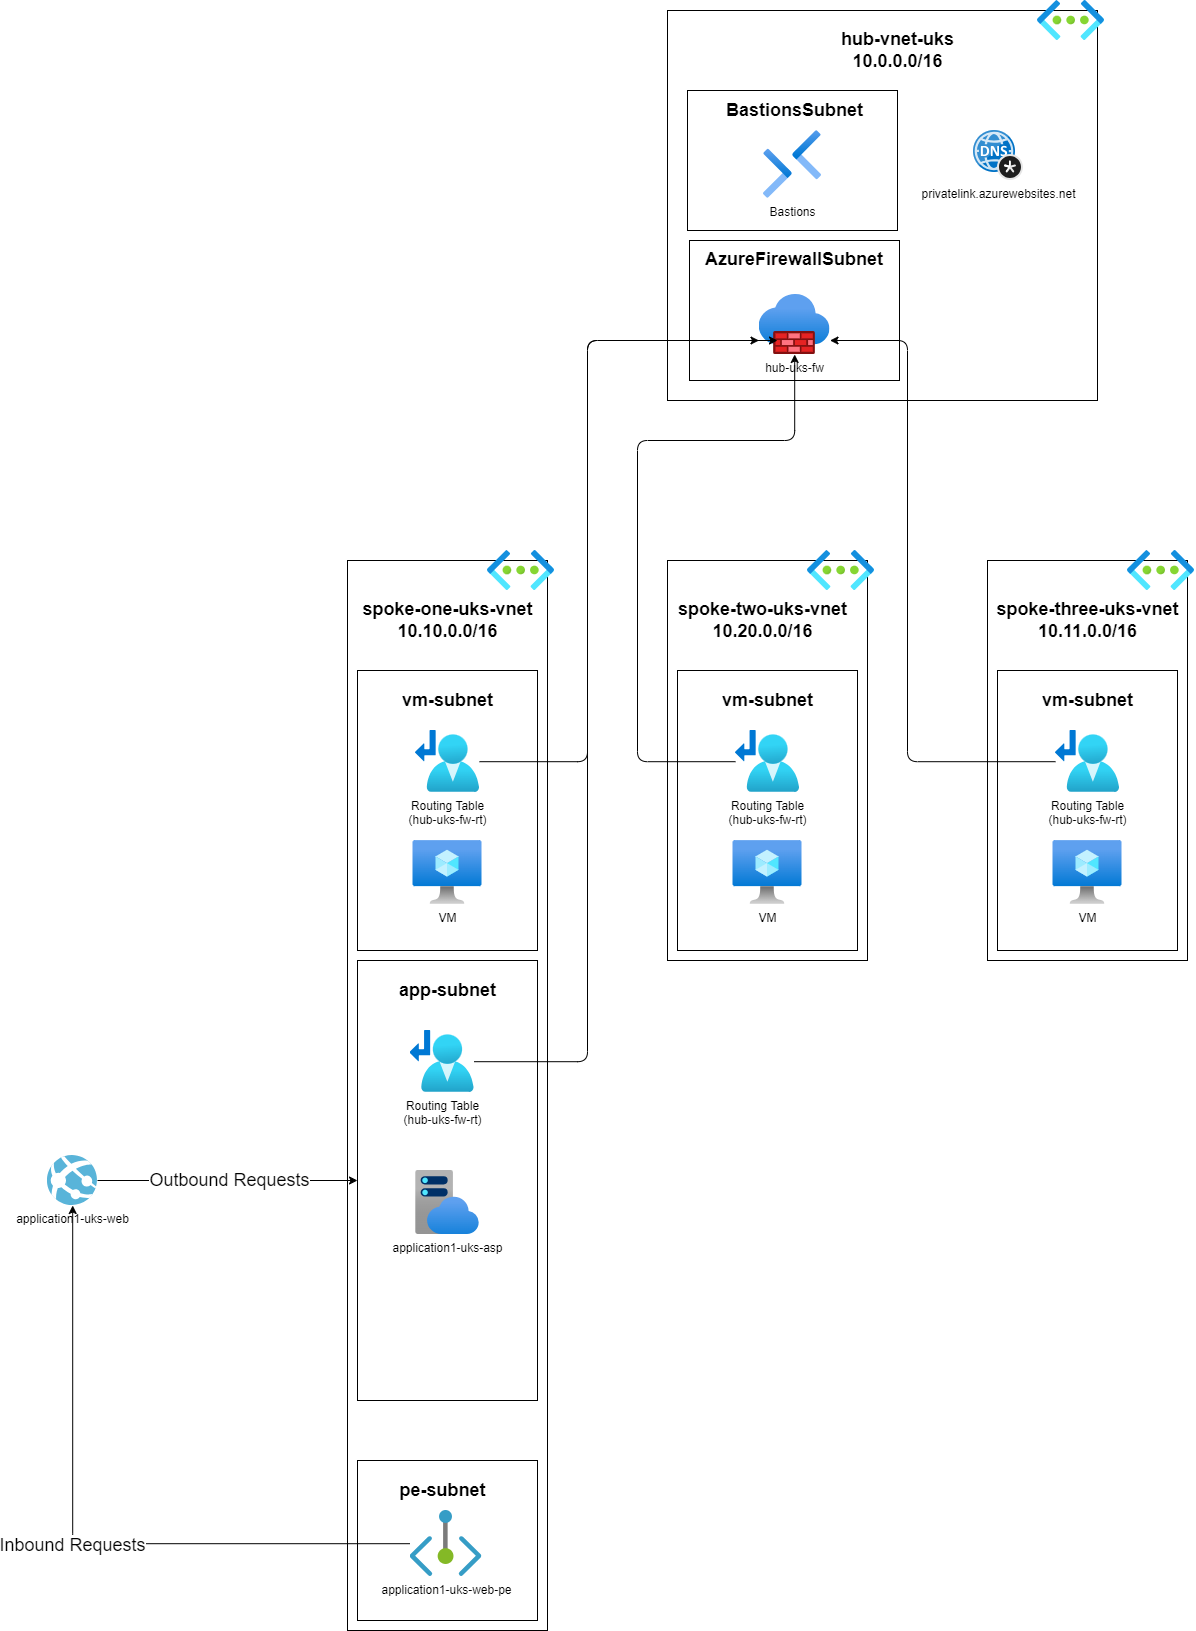 hub-vnet-uks
10.0.0.0/16
BastionsSubnet
Bastions
DNS
privatelink.azurewebsites.net
AzureFirewallSubnet
hub-uks-fw
spoke-one-uks-vnet
10.10.0.0/16
vm-subnet
Routing Table
(hub-uks-fw-rt)
VM
app-subnet
Routing Table
(hub-uks-fw-rt)
application1-uks-asp
pe-subnet
application1-uks-web-pe
spoke-two-uks-vnet
10.20.0.0/16
vm-subnet
Routing Table
(hub-uks-fw-rt)
VM
spoke-three-uks-vnet
10.11.0.0/16
vm-subnet
Routing Table
(hub-uks-fw-rt)
VM
Outbound Requests
application1-uks-web
Inbound Requests